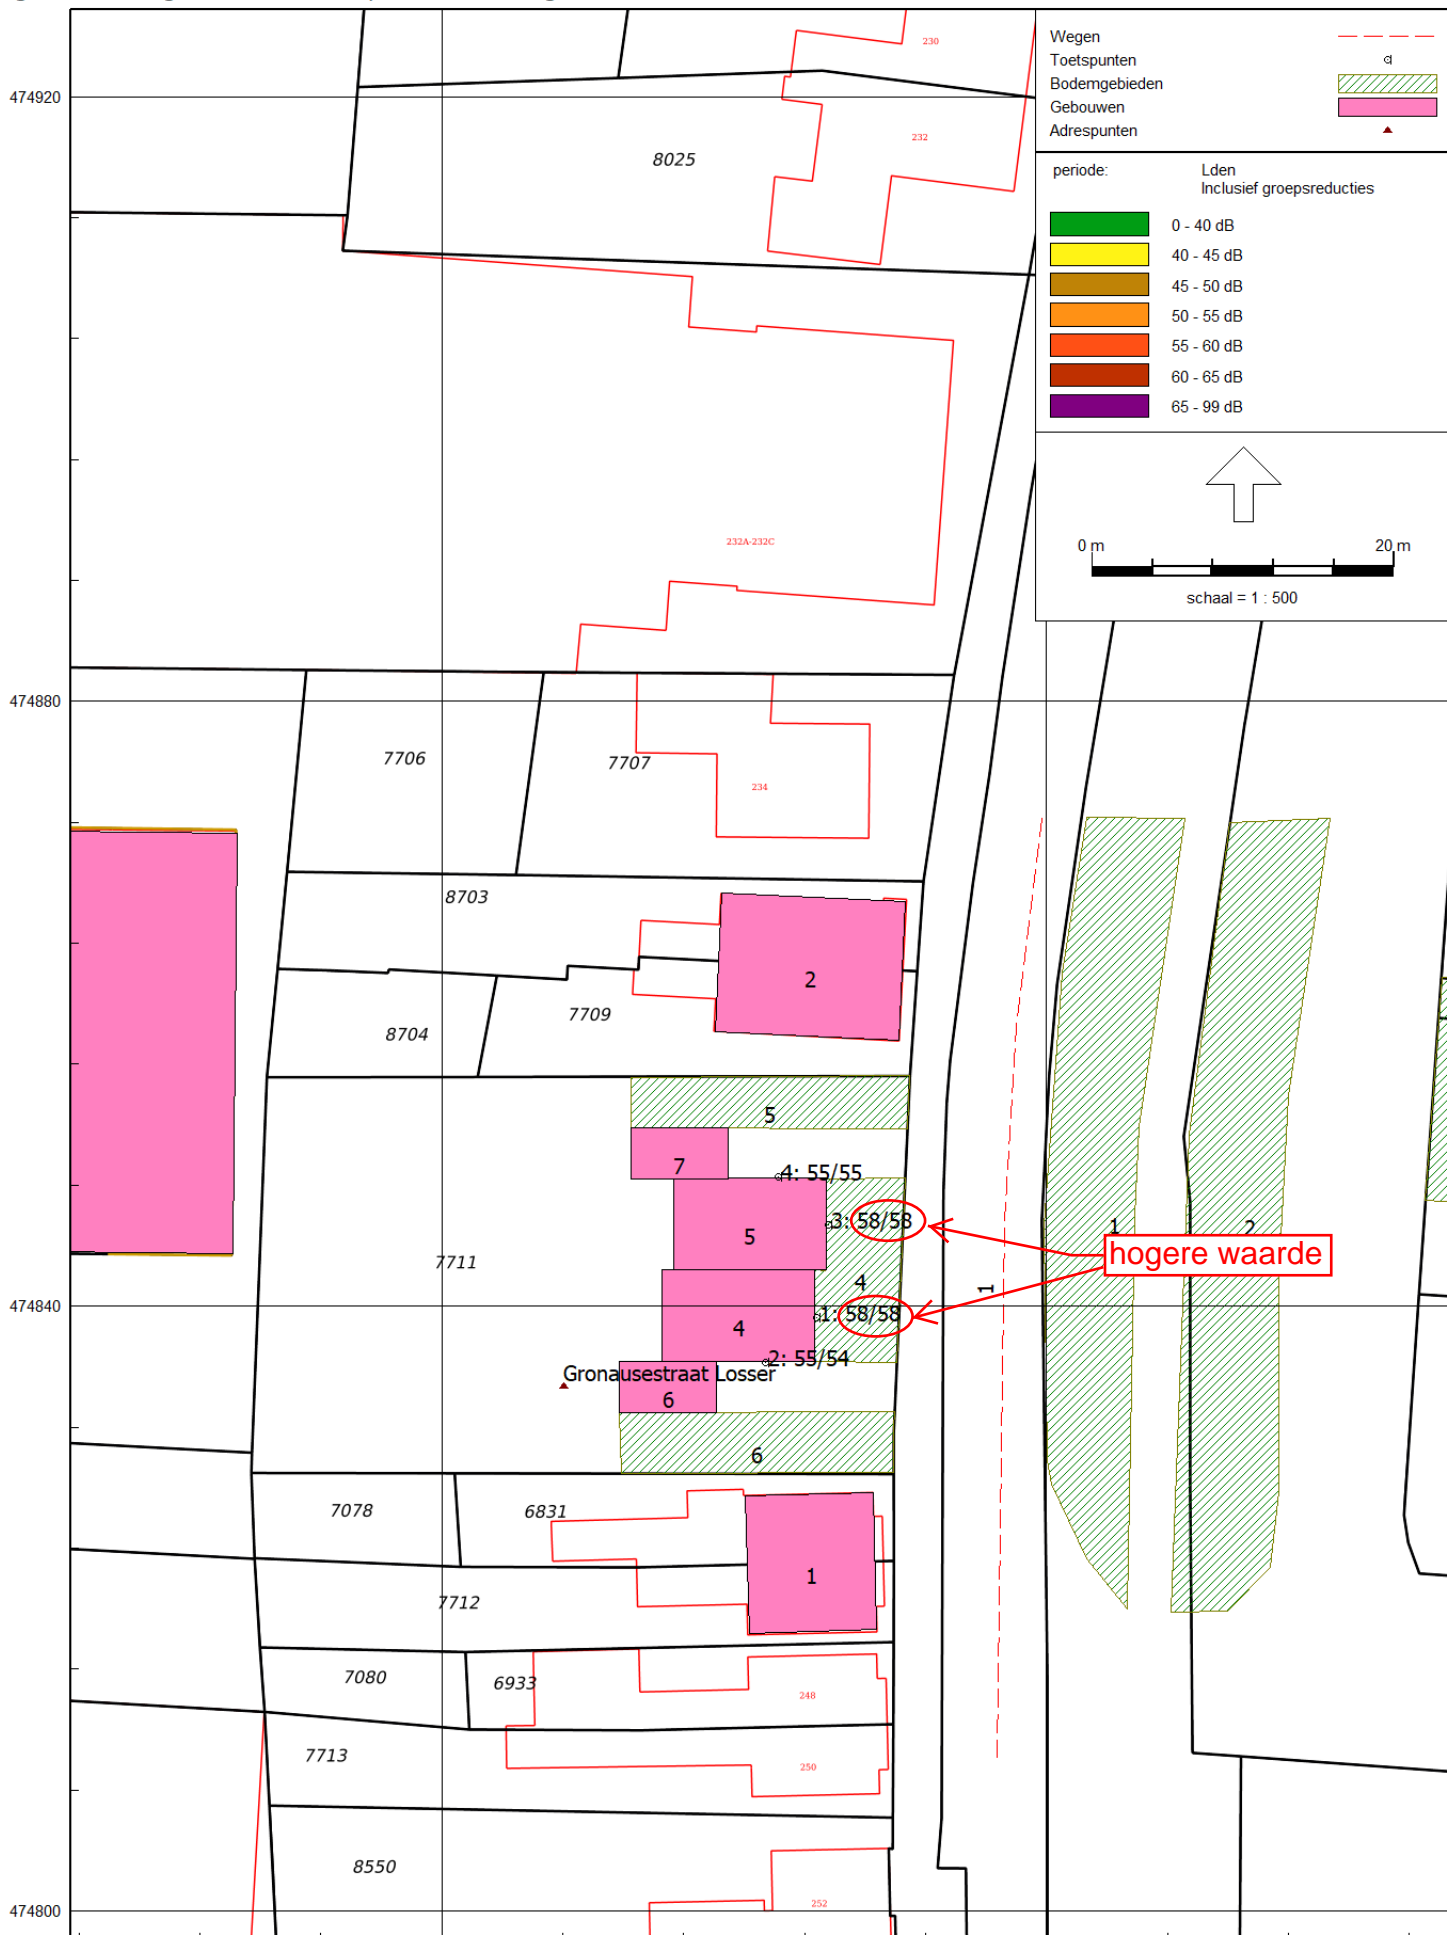 Wegen
Toetspunten
Bodemgebieden
Gebouwen
Adrespunten
periode: Lden
Inclusief groepsreducties
0 - 40 dB
40 - 45 dB
45 - 50 dB
50 - 55 dB
55 - 60 dB
60 - 65 dB
65 - 99 dB
0 m 20 m
schaal = 1 : 500
230
474920
232
8025
232A-232C
474880
7706
7707
234
8703
2
7709
8704
5
7
4: 55/55
3: 58/58
5
1
2
7711
hogere waarde
4
1
474840
1: 58/58
4
2: 55/54
Gronausestraat Losser
6
6
7078
6831
1
7712
7080
6933
248
7713
250
8550
252
474800